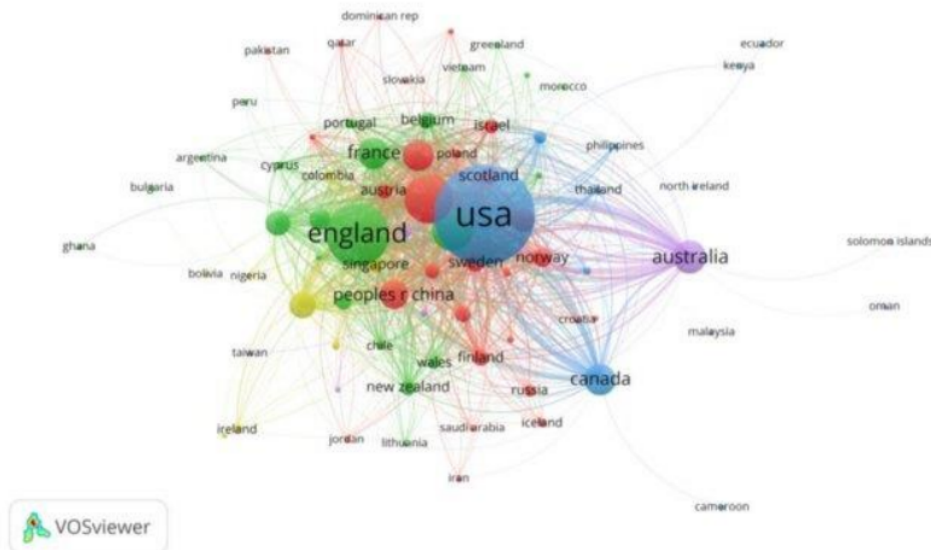 dominican rep
pakistan
qatar
greenland
ecuador
kenya
slovakia
vietnam
morocco
peru
portugal
belgium
israel
philippines
argentina
cyprus
france
poland
colombia
scotland
bulgaria
austria
thailand
north ireland
usa
ghana
england
solomon islands
bolivia
nigeria
singapore
sweden
norway
australia
peoples r china
oman
croatia
malaysia
taiwan
chile
wales
finland
new zealand
russia
canada
ireland
jordan
lithuania
saudi arabia
iceland
iran
cameroon
VOSviewer